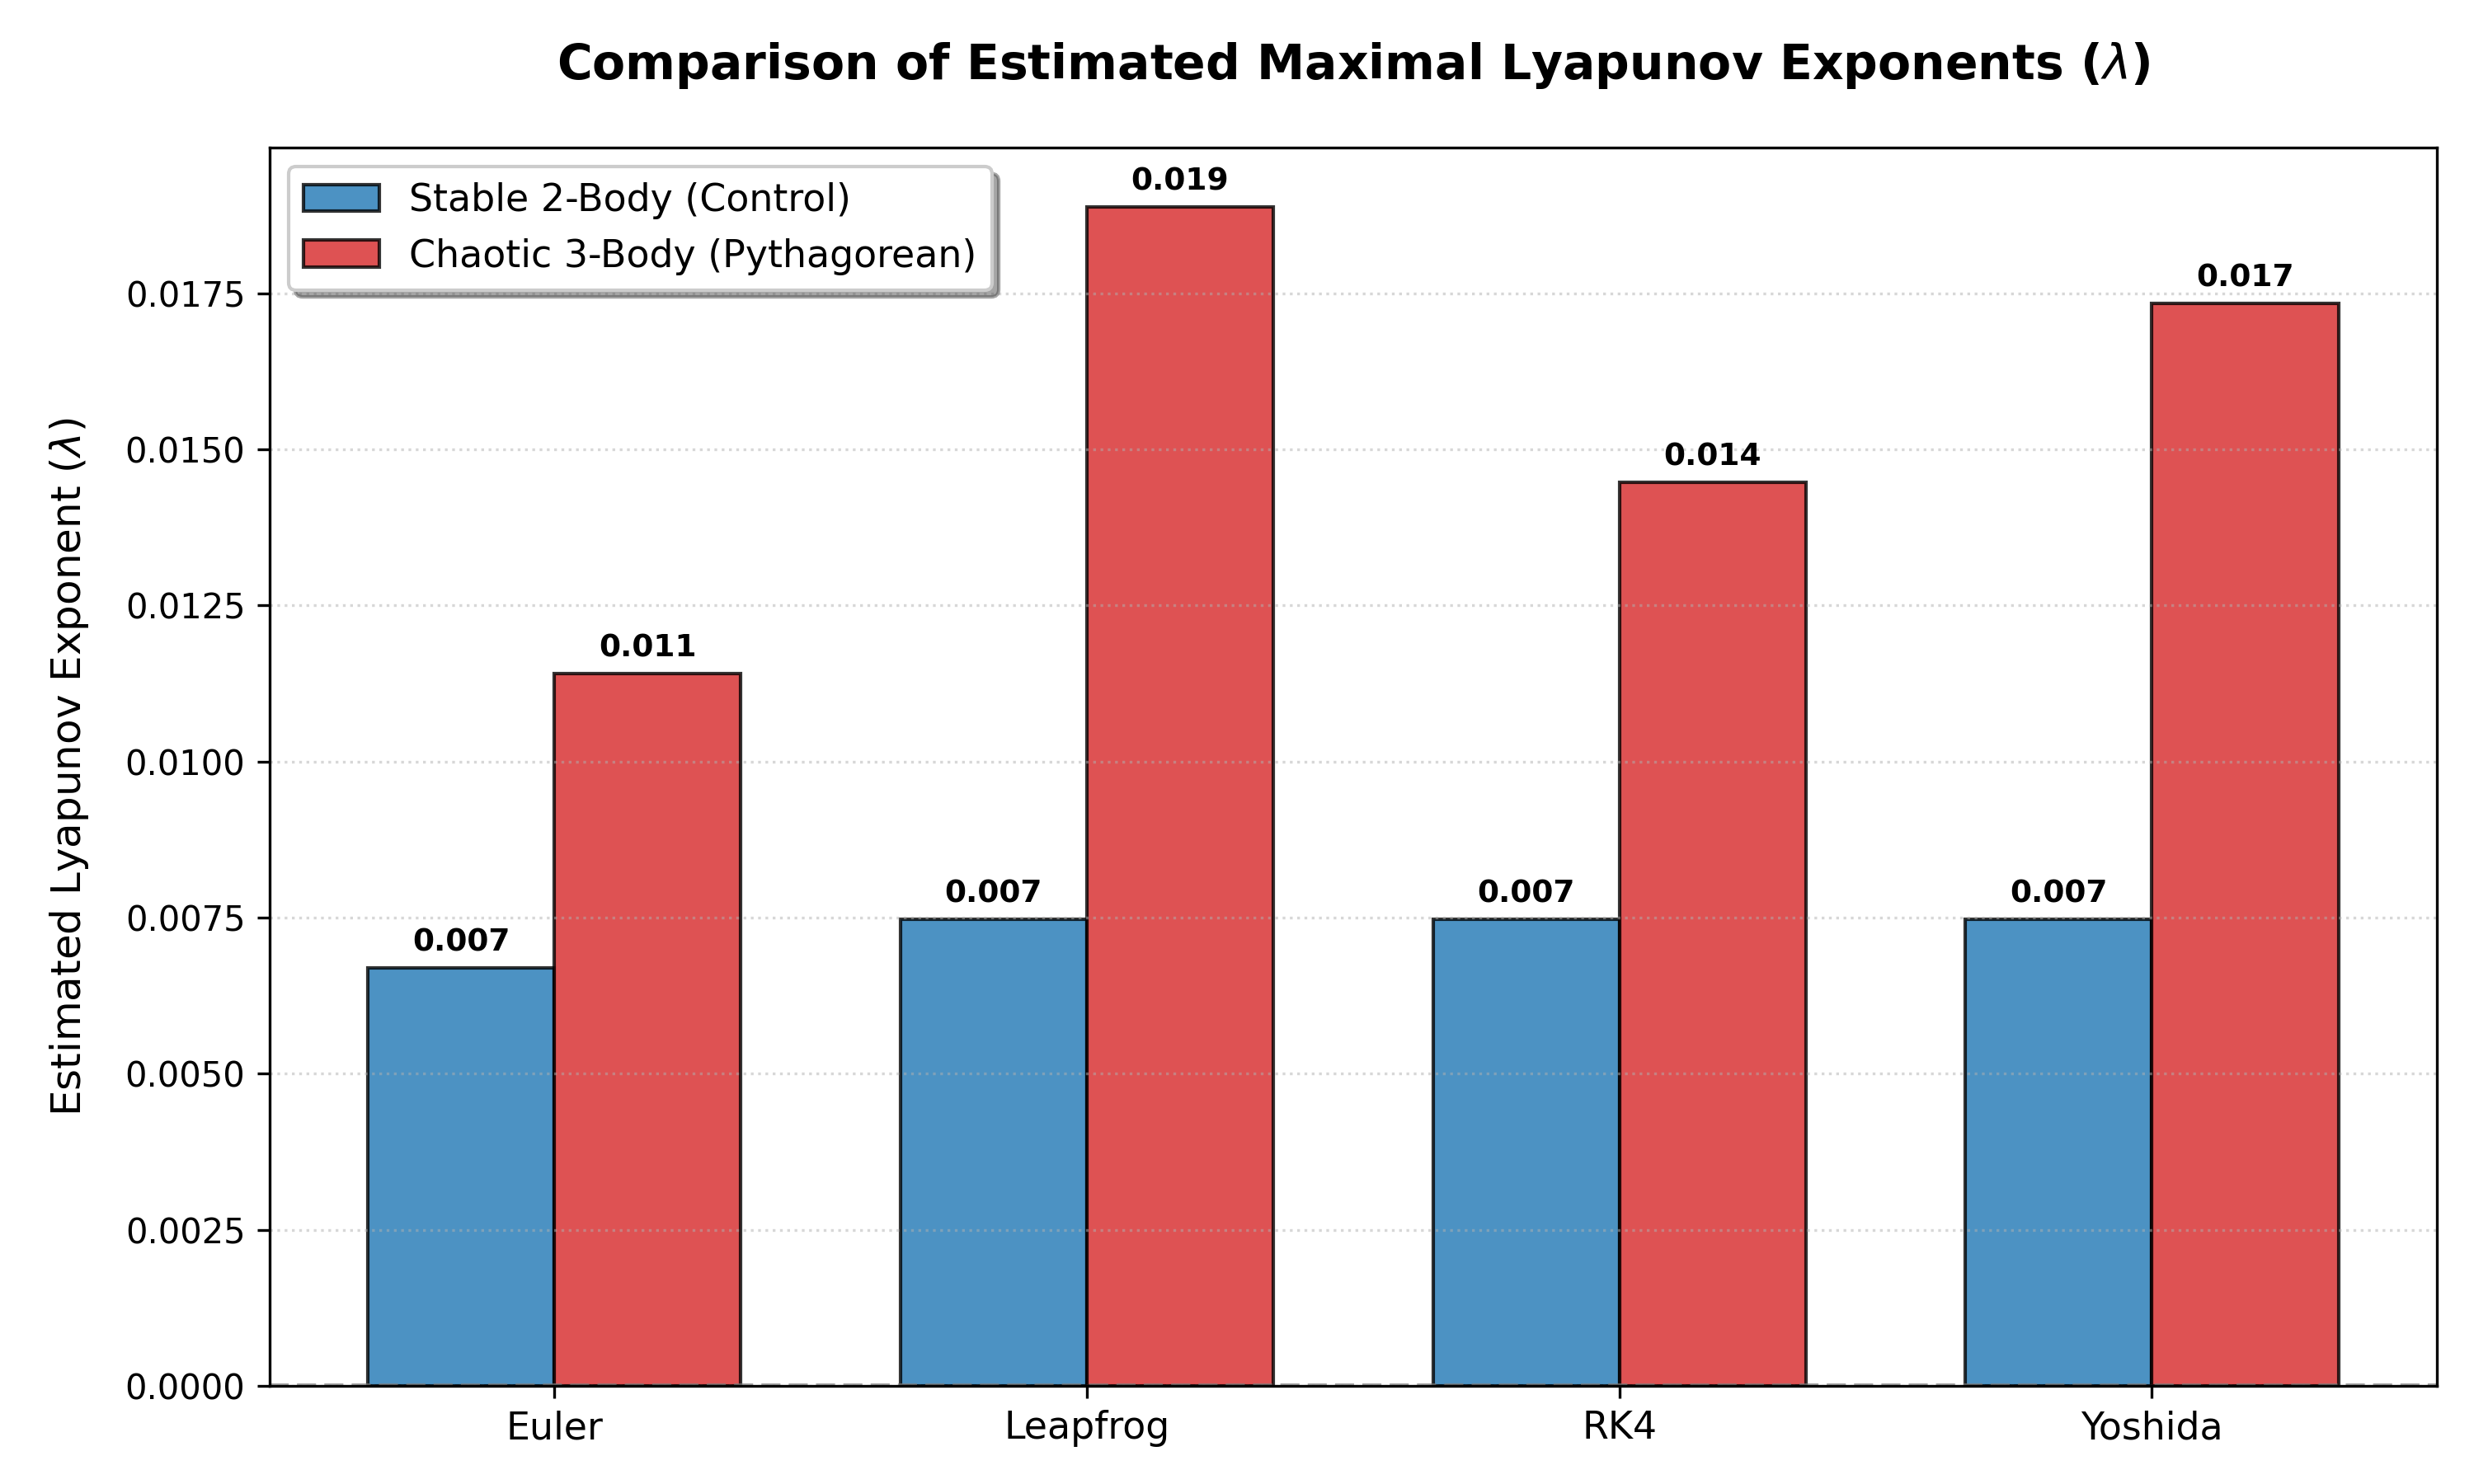 Comparison of Estimated Maximal Lyapunov Exponents (λ)
Stable 2-Body (Control)
Chaotic 3-Body (Pythagorean)
Estimated Lyapunov Exponent (λ)
0.0175
0.0150
0.0125
0.0100
0.0075
0.0050
0.0025
0.0000
0.007
0.011
0.007
0.019
0.007
0.014
0.007
0.017
Euler
Leapfrog
RK4
Yoshida